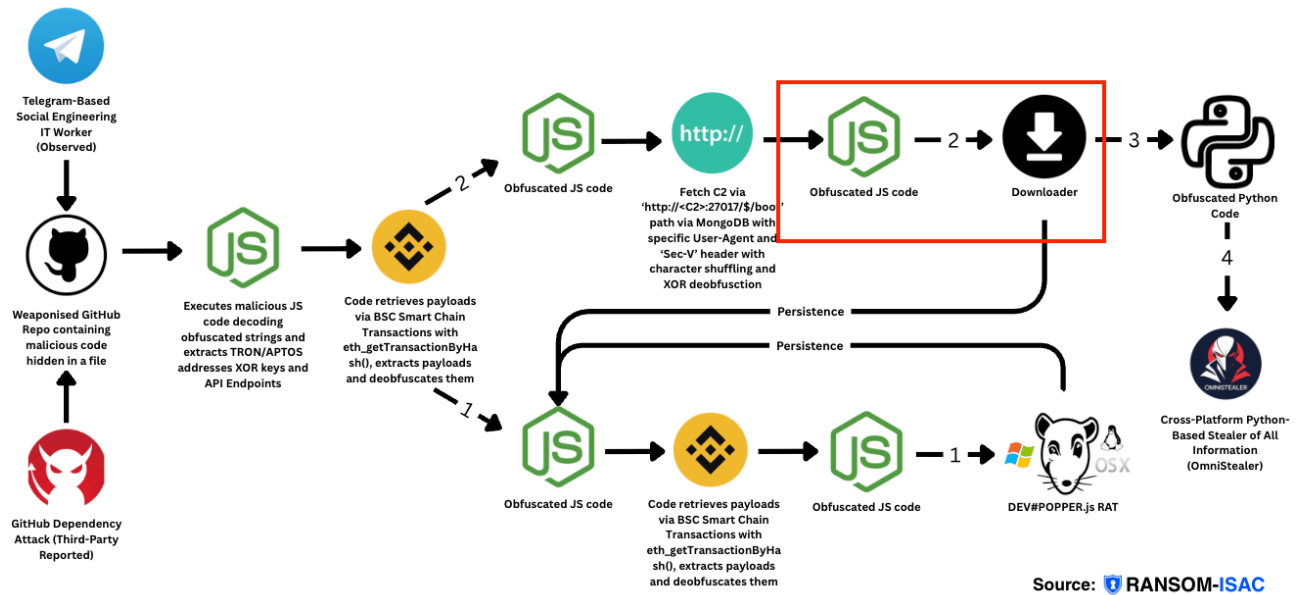 Telegram-Based
Social Engineering
IT Worker
(Observed)
Weaponised GitHub
Repo containing
malicious code
hidden in a file
GitHub Dependency
Attack (Third-Party
Reported)
JS
Executes malicious JS
code decoding
obfuscated strings and
extracts TRON/APTOS
addresses XOR keys and
API Endpoints
Code retrieves payloads
via BSC Smart Chain
Transactions with
eth_getTransactionByHa
sh(), extracts payloads
and deobfuscates them
2
JS
Obfuscated JS code
http://
Fetch C2 via
‘http://<C2>:27017/$/boot’
path via MongoDB with
specific User-Agent and
‘Sec-V’ header with
character shuffling and
XOR deobfusction
JS
Obfuscated JS code
2
Downloader
3
Obfuscated Python
Code
4
OMNISTEALER
Cross-Platform Python-
Based Stealer of All
Information
(OmniStealer)
Persistence
Persistence
1
JS
Obfuscated JS code
Code retrieves payloads
via BSC Smart Chain
Transactions with
eth_getTransactionByHa
sh(), extracts payloads
and deobfuscates them
JS
Obfuscated JS code
1
OSX
DEV#POPPER.js RAT
Source: RANSOM-ISAC